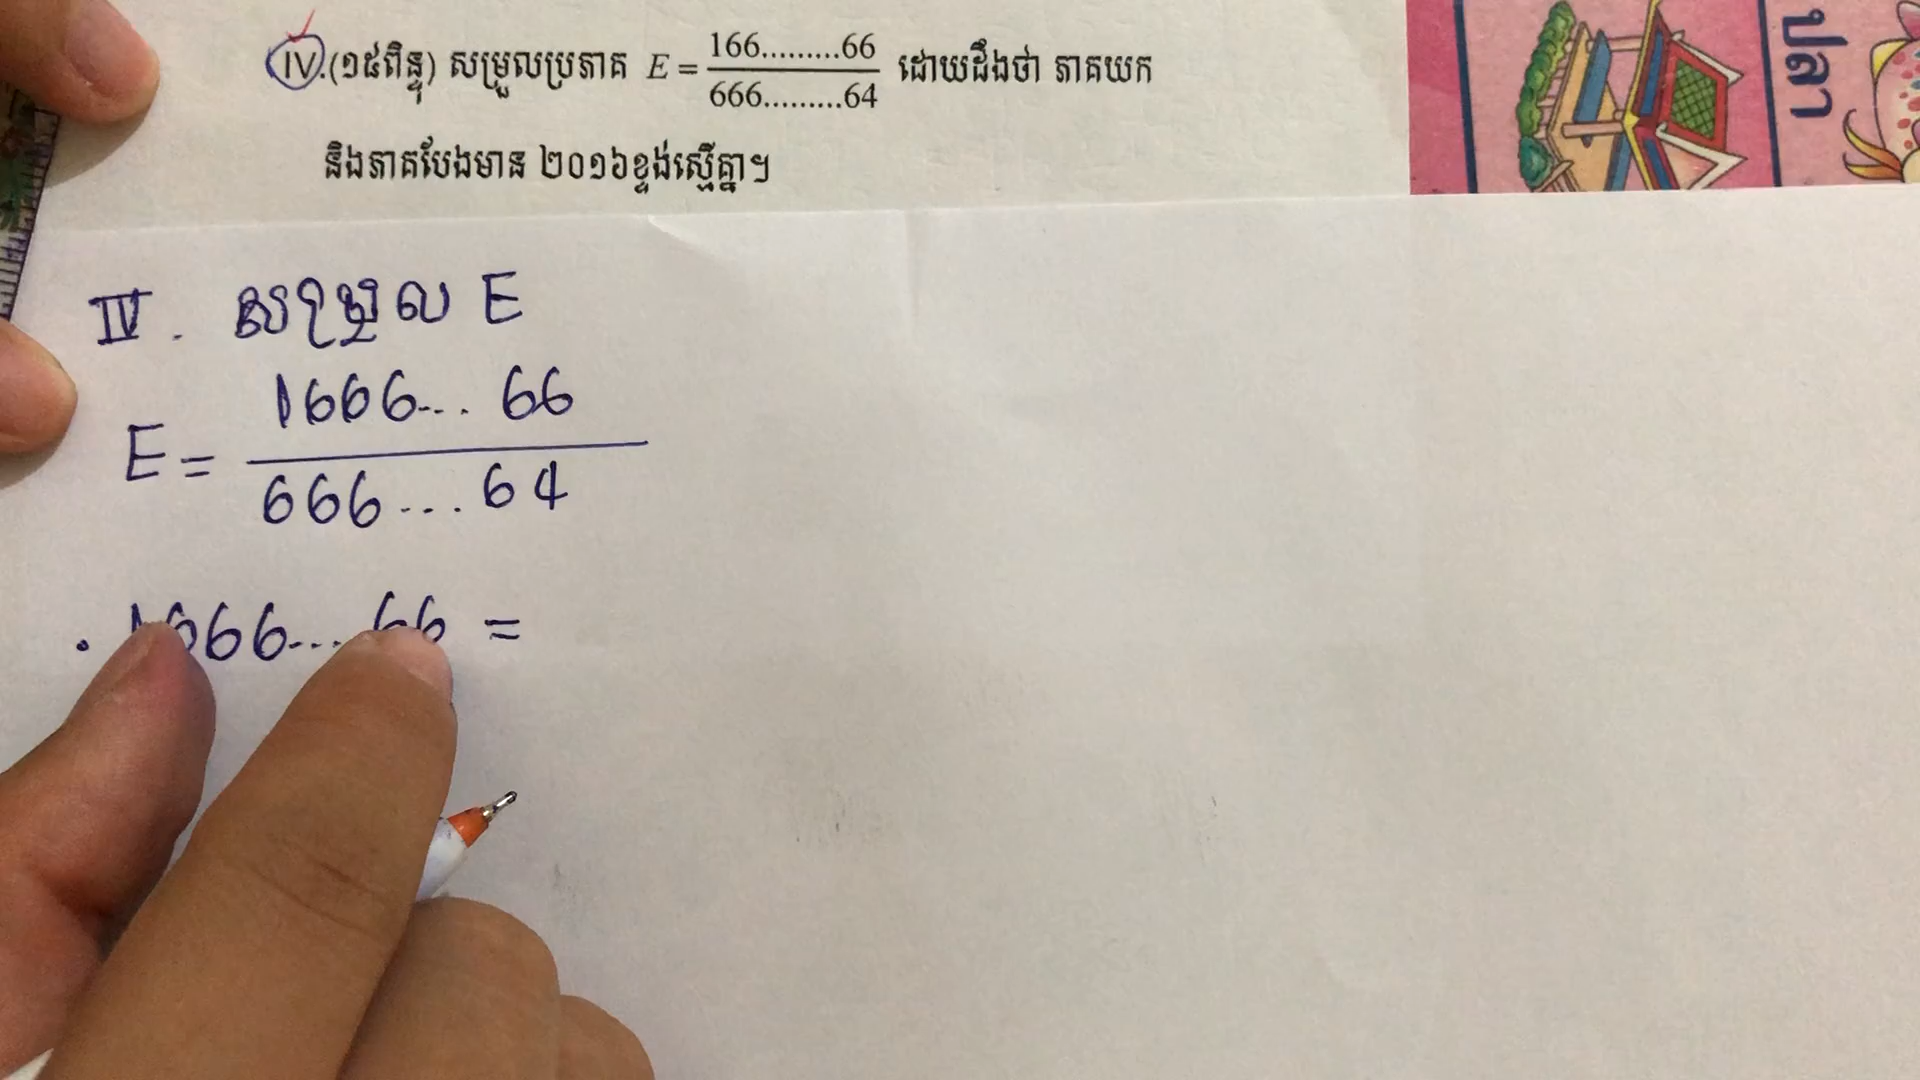 IV.(១៥ពិន្ទុ) សម្រួលប្រភាគ E = 166.........66 / 666.........64 ដោយដឹងថា ភាគយក
និងភាគបែងមាន ២០១៦ខ្ទង់ស្មើគ្នា។
ปลา
IV. សម្រួល E
E = 1666... 66 / 666... 64
. 1666... 66 =